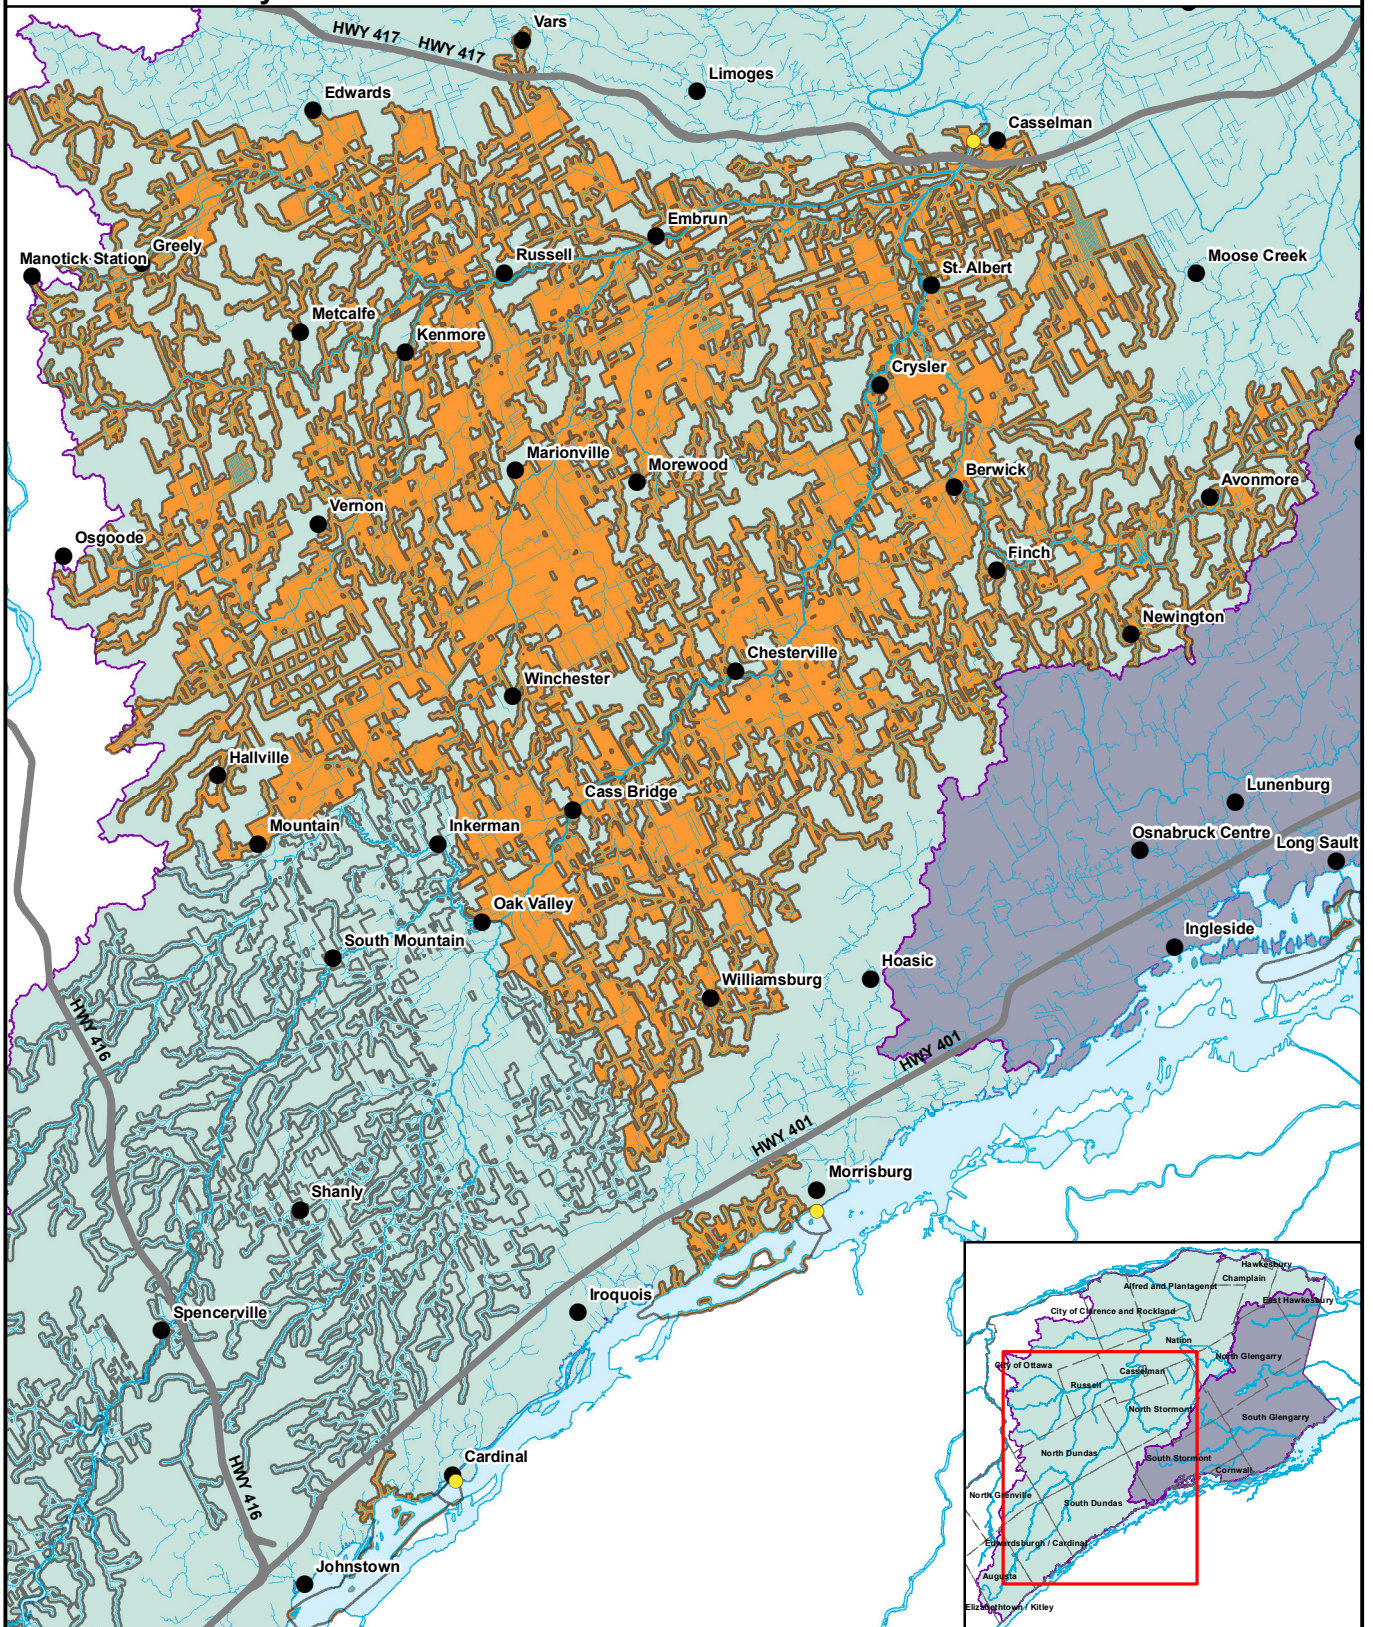 Vars
HWY 417
HWY 417
Limoges
Edwards
Casselman
Embrun
Greely
Manotick Station
Russell
Moose Creek
St. Albert
Metcalfe
Kenmore
Crysler
Marionville
Morewood
Berwick
Avonmore
Vernon
Osgoode
Finch
Newington
Chesterville
Winchester
Hallville
Cass Bridge
Lunenburg
Mountain
Inkerman
Osnabruck Centre
Long Sault
Oak Valley
South Mountain
Ingleside
Hoasic
Williamsburg
HWY 416
HWY 401
HWY 401
Morrisburg
Shanly
Iroquois
Spencerville
Cardinal
HWY 416
Johnstown
Hawkesbury
Champlain
Alfred and Plantagenet
East Hawkesbury
City of Clarence and Rockland
Nation
North Glengarry
City of Ottawa
Casselman
Russell
North Stormont
South Glengarry
North Dundas
South Stormont
Cornwall
North Grenville
South Dundas
Edwardsburgh / Cardinal
Augusta
Elizabethtown / Kitley